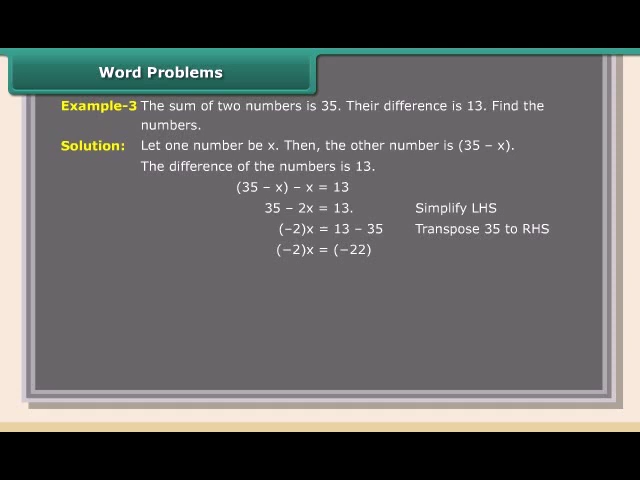 Word Problems
Example-3 The sum of two numbers is 35. Their difference is 13. Find the
numbers.
Solution: Let one number be x. Then, the other number is (35 – x).
The difference of the numbers is 13.
(35 – x) – x = 13
35 – 2x = 13. Simplify LHS
(–2)x = 13 – 35 Transpose 35 to RHS
(–2)x = (–22)